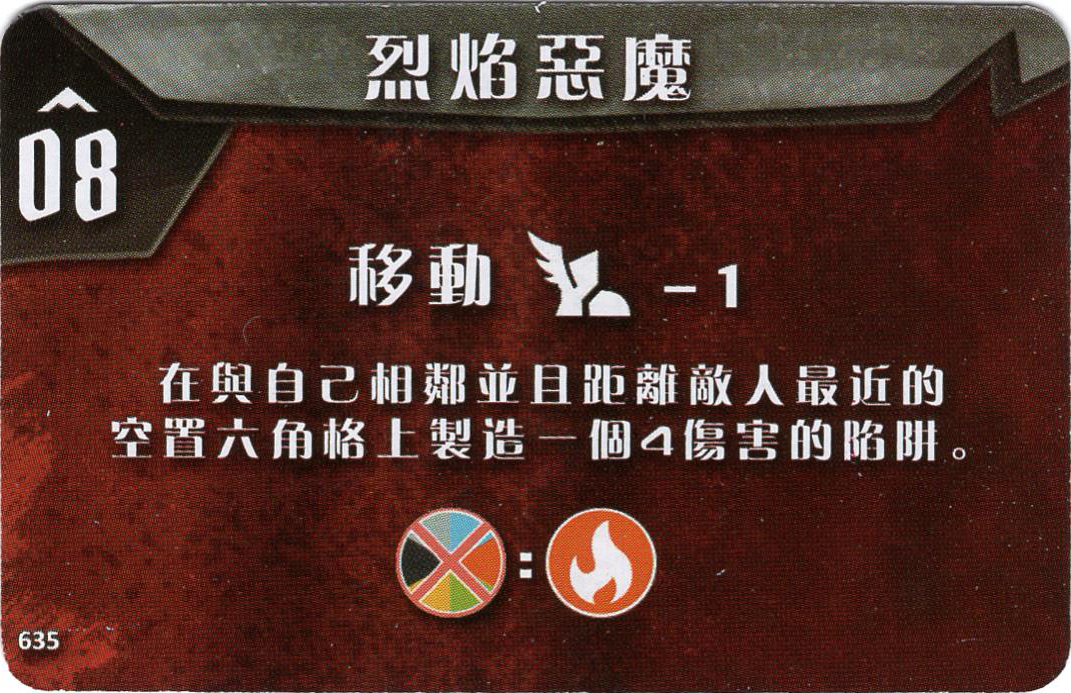 烈焰惡魔
08
移動 -1
在與自己相鄰並且距離敵人最近的
空置六角格上製造一個4傷害的陷阱。
:
635